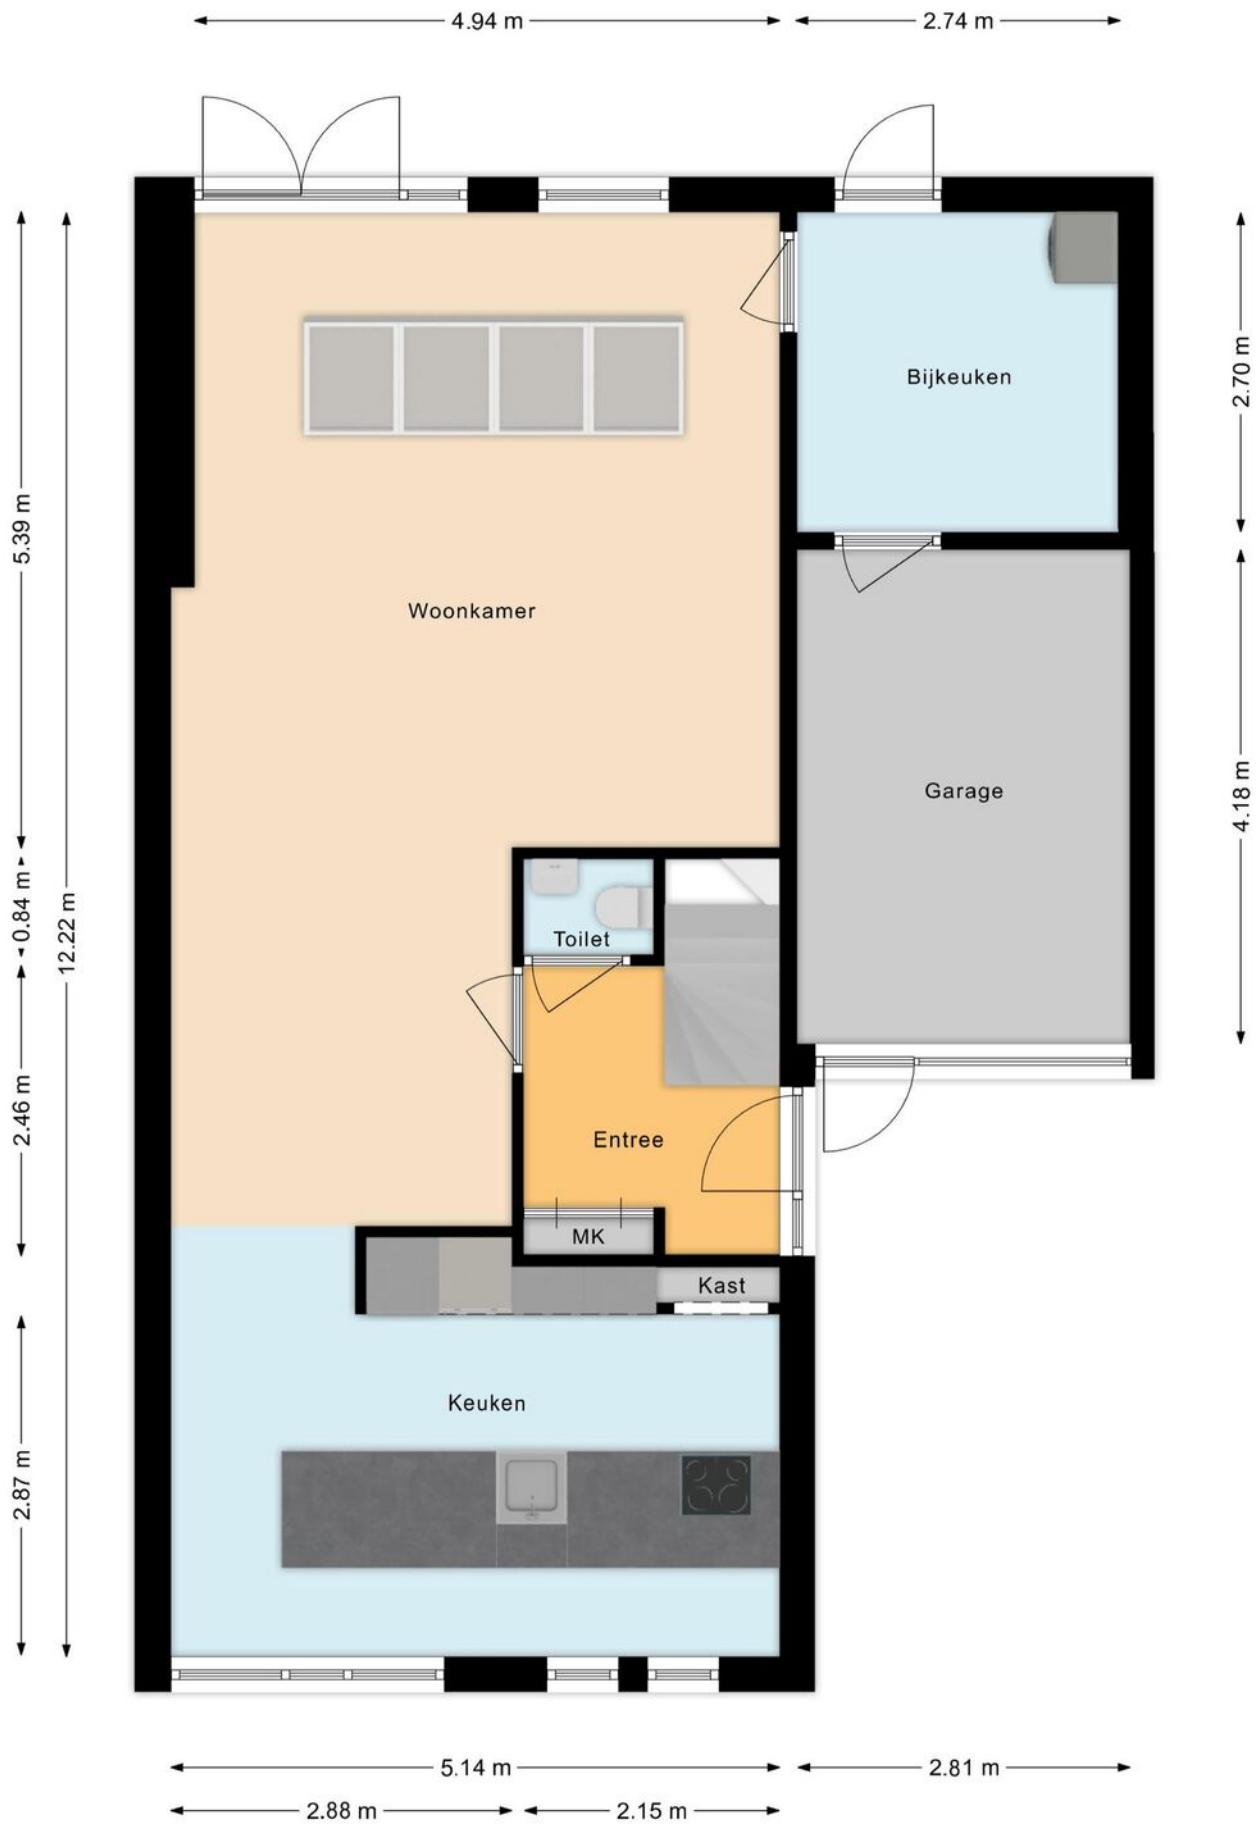 4.94 m
2.74 m
Bijkeuken
2.70 m
5.39 m
Woonkamer
Garage
4.18 m
0.84 m
12.22 m
Toilet
2.46 m
Entree
MK
Kast
Keuken
2.87 m
5.14 m
2.81 m
2.88 m
2.15 m